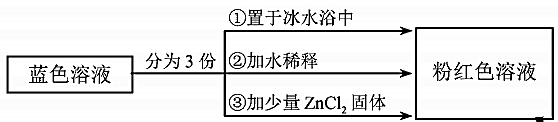 蓝色溶液
分为3份
①置于冰水浴中
②加水稀释
③加少量ZnCl₂固体
粉红色溶液